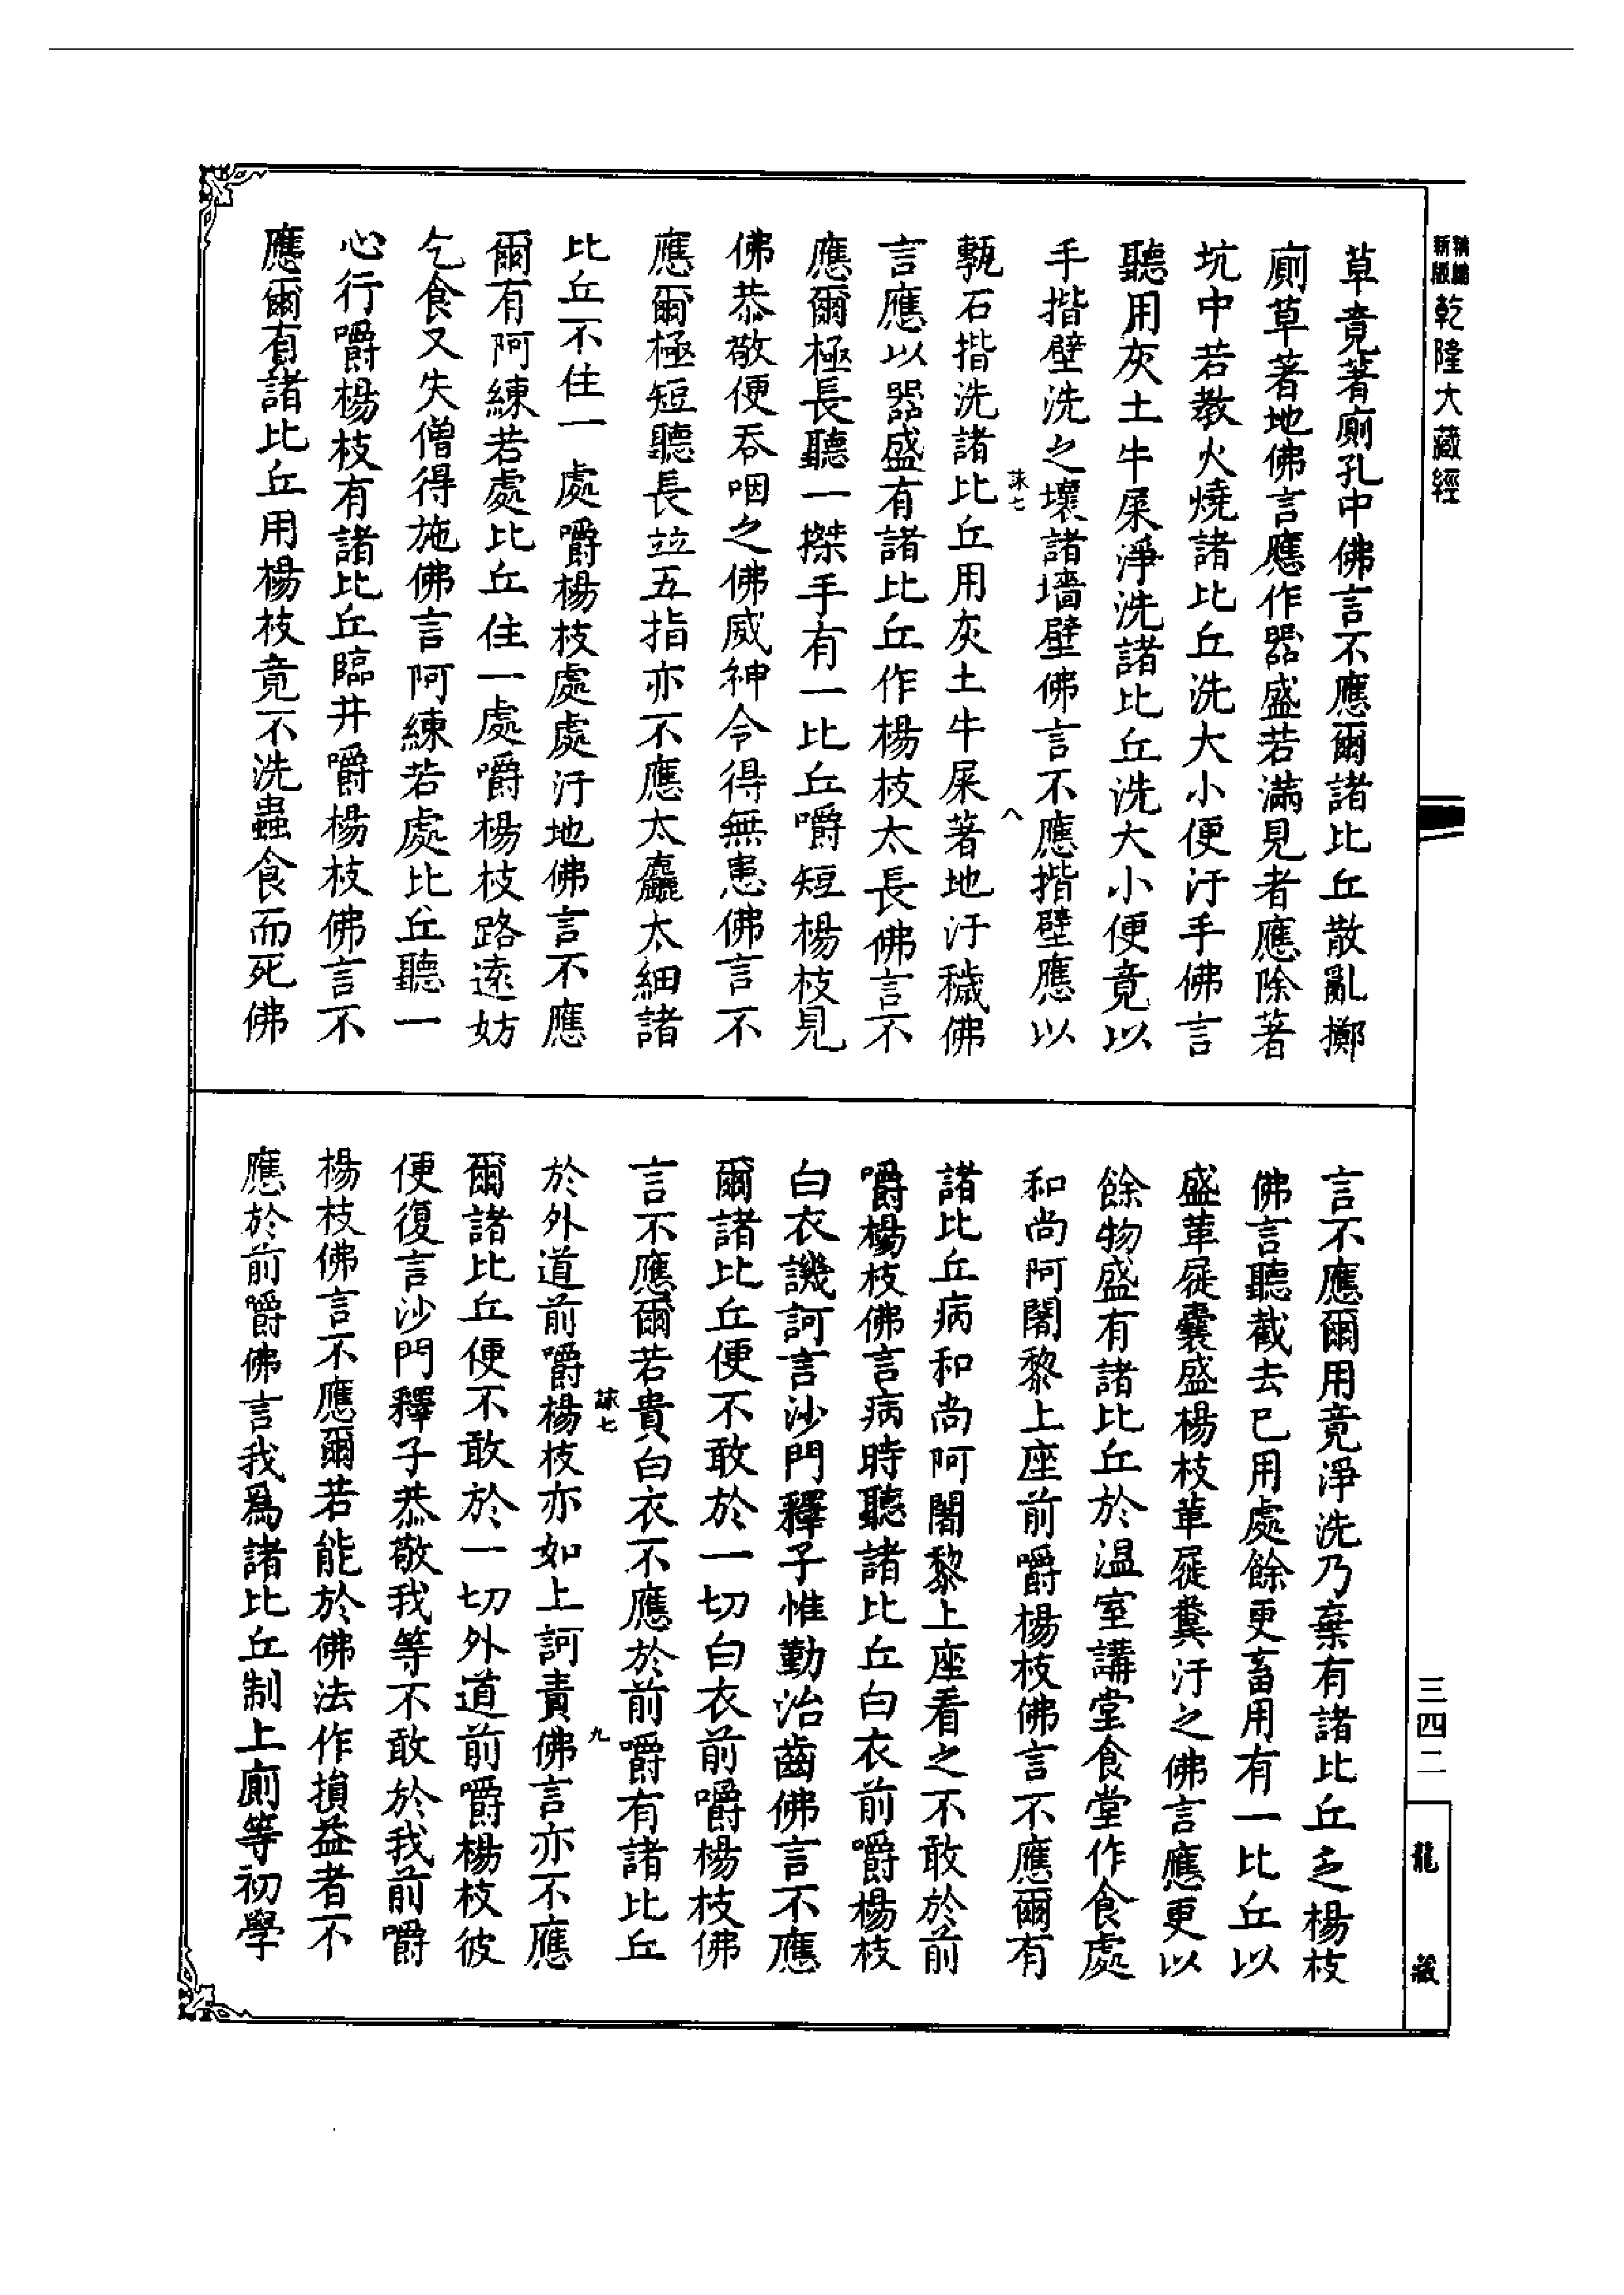 新編
縮版
乾隆大藏經
草竟著廁孔中佛言不應爾諸比丘散亂擲
廁草著地佛言應作器盛若滿見者應除著
坑中若教火燒諸比丘洗大小便汙手佛言
聽用灰土牛屎淨洗諸比丘洗大小便竟以
手揩壁洗之壞諸墻壁佛言不應揩壁應以
詠七
八
甎石揩洗諸比丘用灰土牛屎著地汙穢佛
言應以器盛有諸比丘作楊枝太長佛言不
應爾極長聽一搩手有一比丘嚼短楊枝見
佛恭敬便吞咽之佛威神令得無患佛言不
應爾極短聽長並五指亦不應太麤太細諸
比丘不住一處嚼楊枝處處汙地佛言不應
爾有阿練若處比丘住一處嚼楊枝路遠妨
乞食又失僧得施佛言阿練若處比丘聽一
心行嚼楊枝有諸比丘臨井嚼楊枝佛言不
應爾有諸比丘用楊枝竟不洗蟲食而死佛
言不應爾用竟淨洗乃棄有諸比丘乏楊枝
佛言聽截去已用處餘更畜用有一比丘以
盛革屣囊盛楊枝革屣糞汙之佛言應更以
餘物盛有諸比丘於溫室講堂食堂作食處
和尚阿闍黎上座前嚼楊枝佛言不應爾有
諸比丘病和尚阿闍黎上座看之不敢於前
嚼楊枝佛言病時聽諸比丘白衣前嚼楊枝
白衣譏訶言沙門釋子惟勤治齒佛言不應
爾諸比丘便不敢於一切白衣前嚼楊枝佛
言不應爾若貴白衣不應於前嚼有諸比丘
詠七
九
於外道前嚼楊枝亦如上訶責佛言亦不應
爾諸比丘便不敢於一切外道前嚼楊枝彼
便復言沙門釋子恭敬我等不敢於我前嚼
楊枝佛言不應爾若能於佛法作損益者不
應於前嚼佛言我為諸比丘制上廁等初學
三四二
龍藏